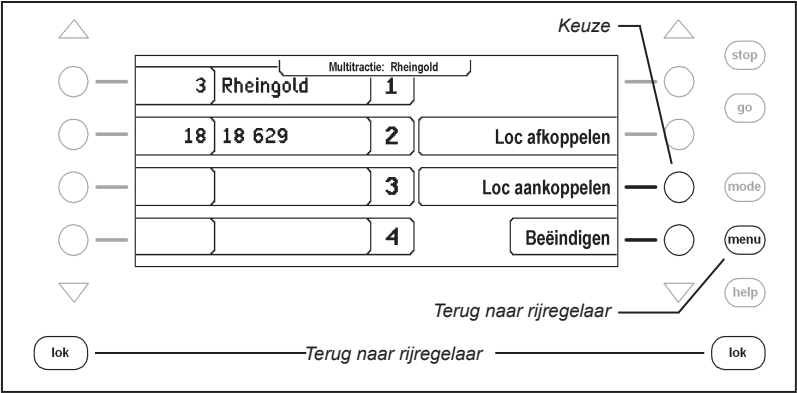 Keuze
stop
Multitractie: Rheingold
3 Rheingold 1
go
18 18 629 2 Loc afkoppelen
3 Loc aankoppelen
mode
4 Beëindigen
menu
help
Terug naar rijregelaar
lok Terug naar rijregelaar lok